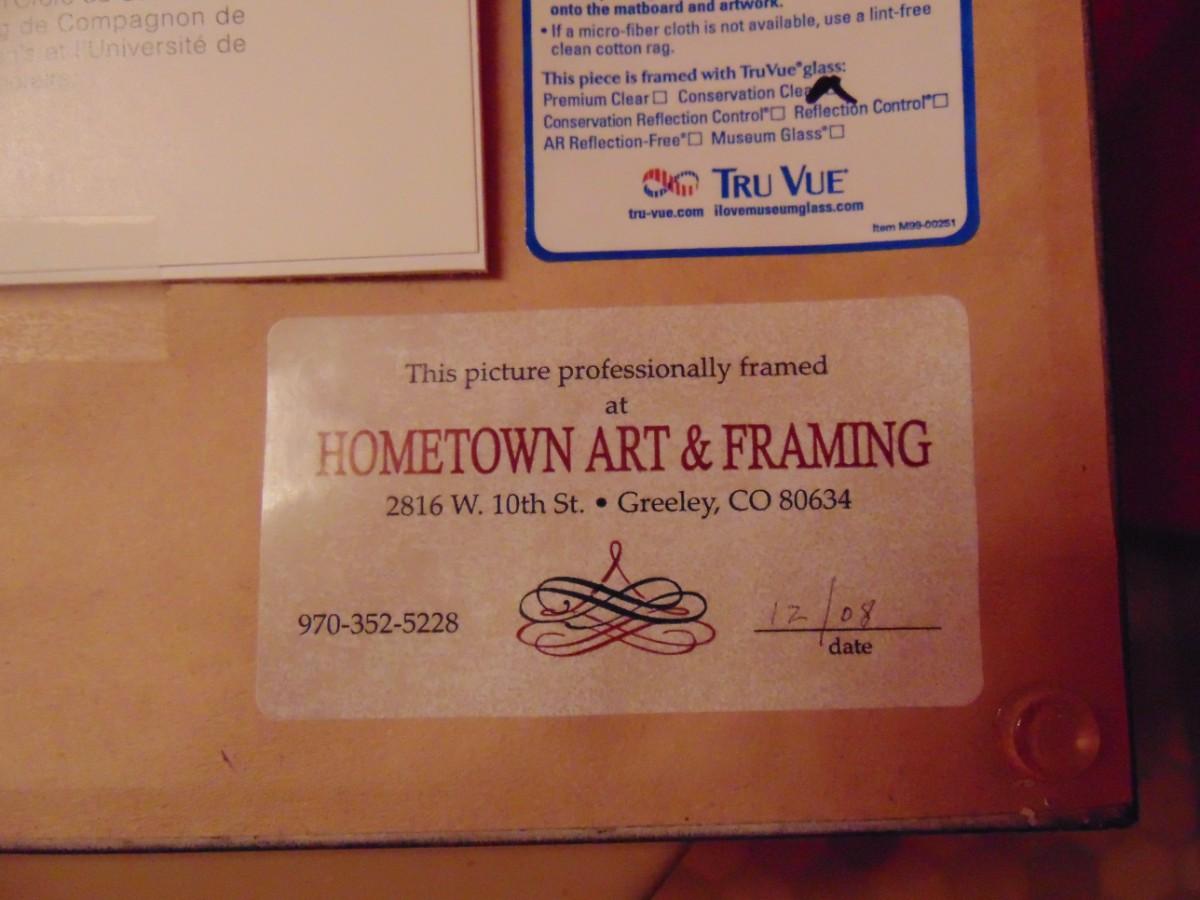 g de Compagnon de
et l'Université de
onto the matboard and artwork.
• If a micro-fiber cloth is not available, use a lint-free
clean cotton rag.
This piece is framed with TruVue® glass:
Premium Clear☐ Conservation Clea
Conservation Reflection Control®☐ Reflection Control®☐
AR Reflection-Free®☐ Museum Glass®☐
TRU VUE®
tru-vue.com ilovemuseumglass.com
Item M99-00251
This picture professionally framed
at
HOMETOWN ART & FRAMING
2816 W. 10th St. • Greeley, CO 80634
970-352-5228
12/08
date